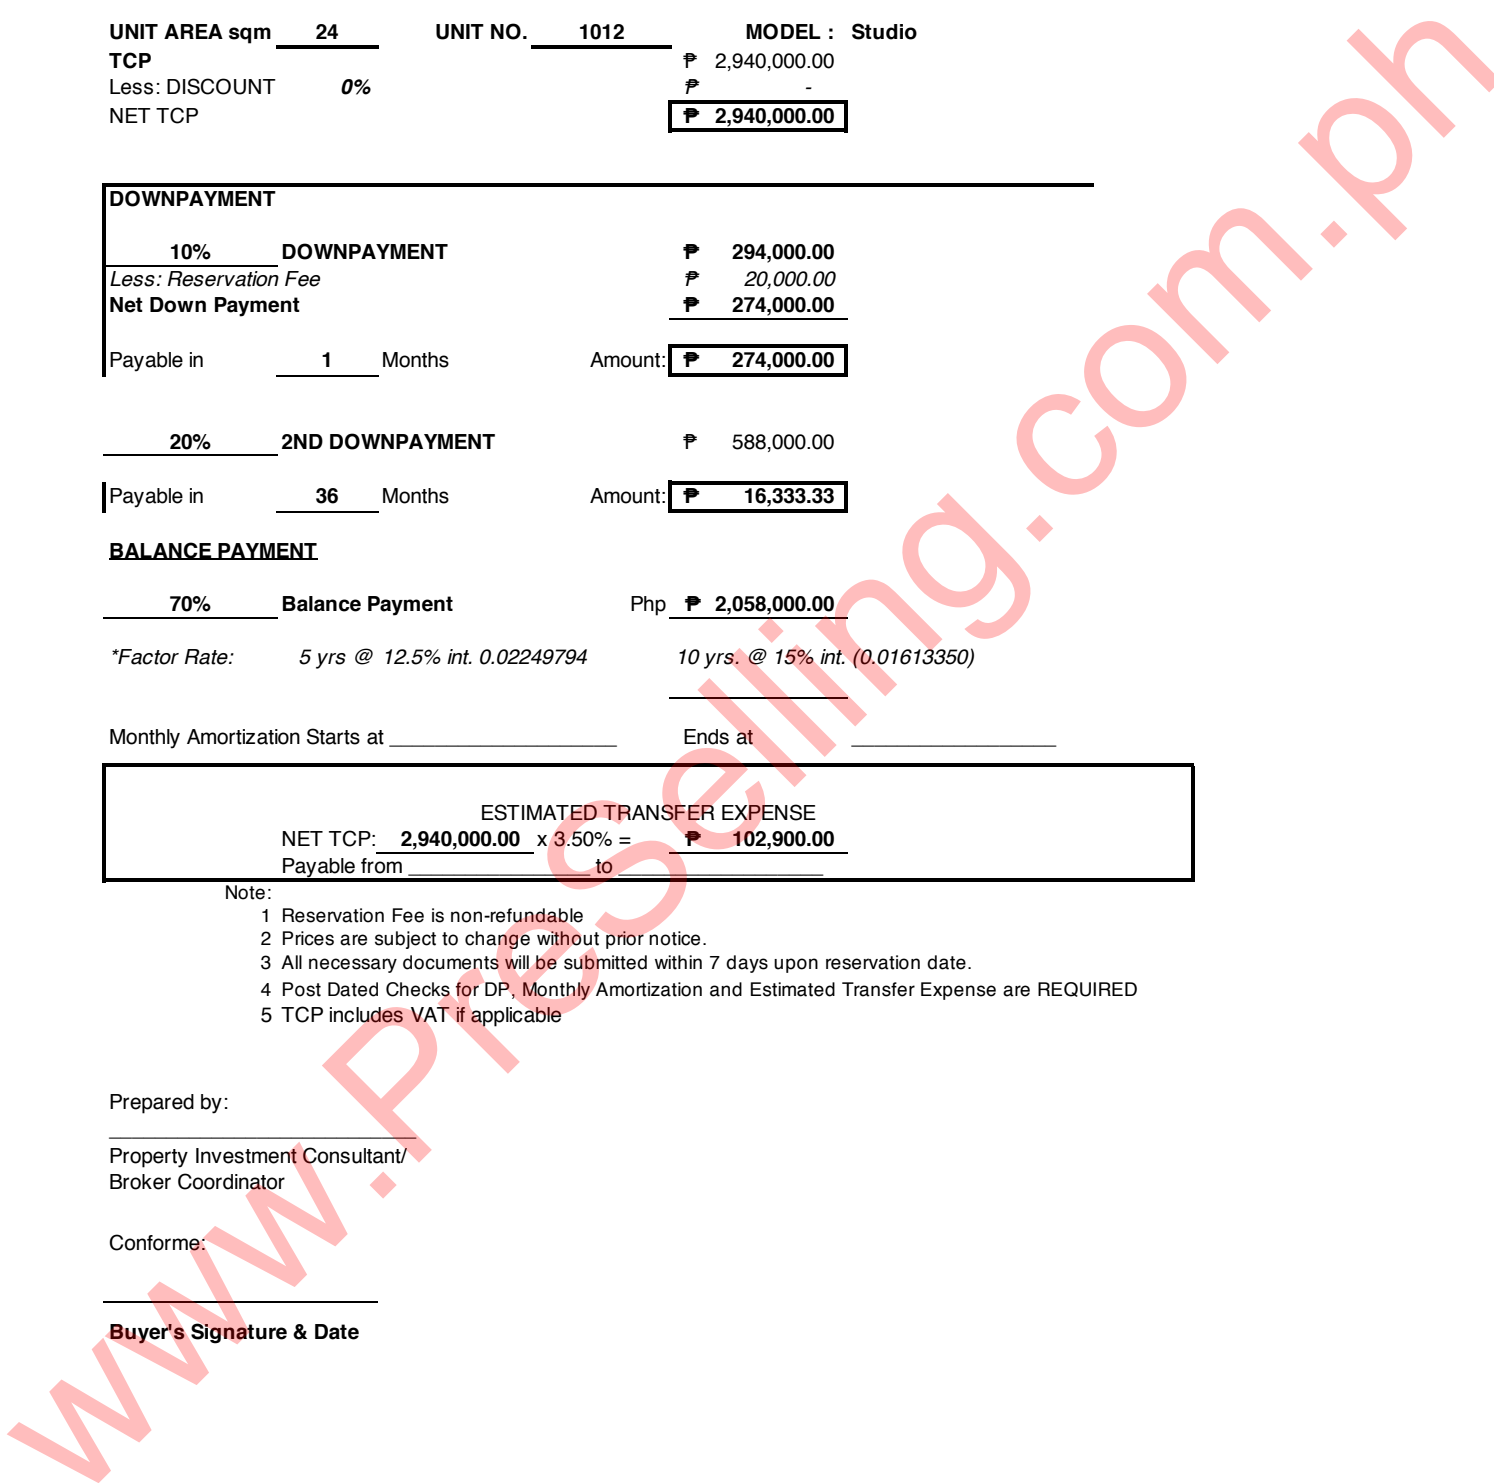 UNIT AREA sqm 24 UNIT NO. 1012 MODEL : Studio
TCP ₱ 2,940,000.00
Less: DISCOUNT 0% ₱ -
NET TCP ₱ 2,940,000.00
DOWNPAYMENT
10% DOWNPAYMENT ₱ 294,000.00
Less: Reservation Fee ₱ 20,000.00
Net Down Payment ₱ 274,000.00
Payable in 1 Months Amount: ₱ 274,000.00
20% 2ND DOWNPAYMENT ₱ 588,000.00
Payable in 36 Months Amount: ₱ 16,333.33
BALANCE PAYMENT
70% Balance Payment Php ₱ 2,058,000.00
*Factor Rate: 5 yrs @ 12.5% int. 0.02249794 10 yrs. @ 15% int. (0.01613350)
Monthly Amortization Starts at ____________________ Ends at __________________
ESTIMATED TRANSFER EXPENSE
NET TCP: 2,940,000.00 x 3.50% = ₱ 102,900.00
Payable from ________________ to __________________
Note:
1 Reservation Fee is non-refundable
2 Prices are subject to change without prior notice.
3 All necessary documents will be submitted within 7 days upon reservation date.
4 Post Dated Checks for DP, Monthly Amortization and Estimated Transfer Expense are REQUIRED
5 TCP includes VAT if applicable
Prepared by:
Property Investment Consultant/
Broker Coordinator
Conforme:
Buyer's Signature & Date
www.PreSelling.com.ph